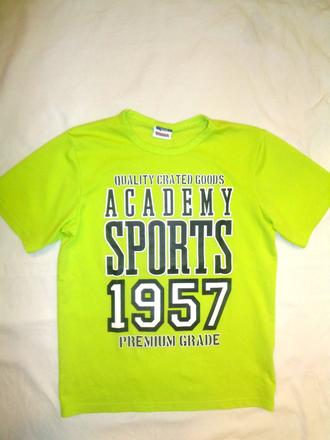 QUALITY CRATED GOODS
ACADEMY
SPORTS
1957
PREMIUM GRADE